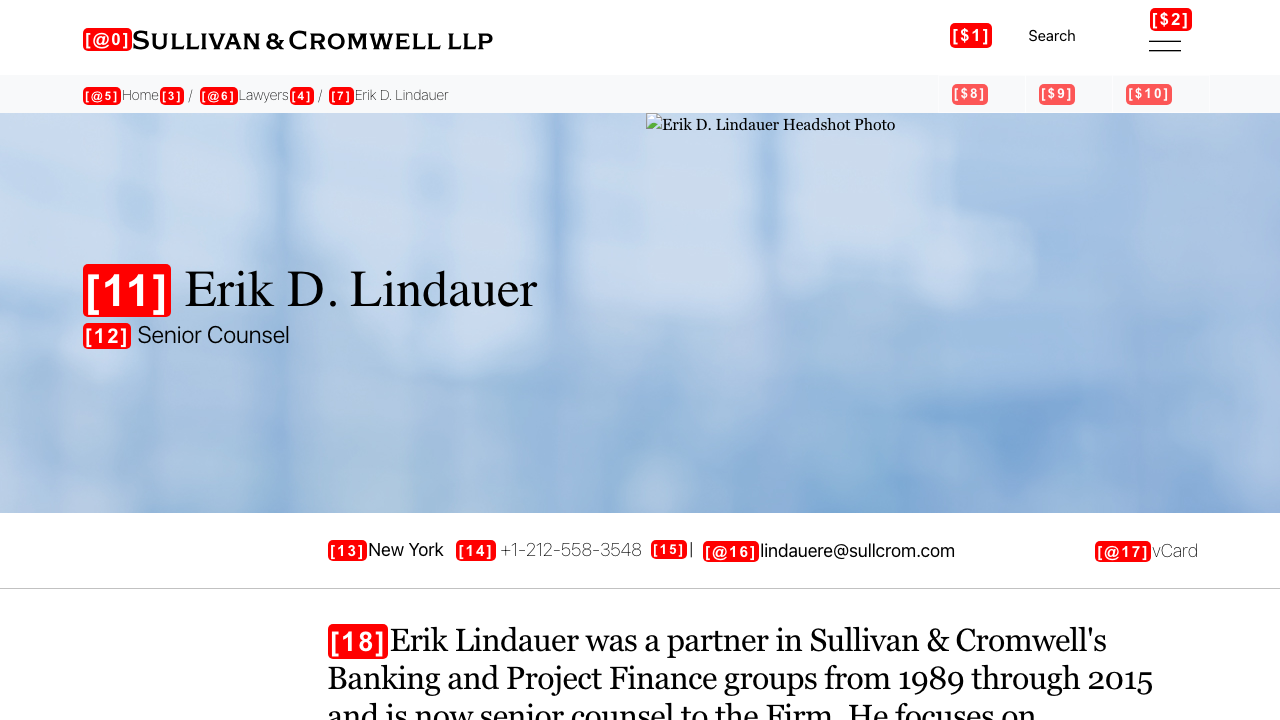 [@0] SULLIVAN & CROMWELL LLP
[$1] Search [$2]
[@5] Home [3] / [@6] Lawyers [4] / [7] Erik D. Lindauer
[$8] [$9] [$10]
Erik D. Lindauer Headshot Photo
[11] Erik D. Lindauer
[12] Senior Counsel
[13] New York [14] +1-212-558-3548 [15] | [@16] lindauere@sullcrom.com [@17] vCard
[18] Erik Lindauer was a partner in Sullivan & Cromwell's
Banking and Project Finance groups from 1989 through 2015
and is now senior counsel to the Firm. He focuses on